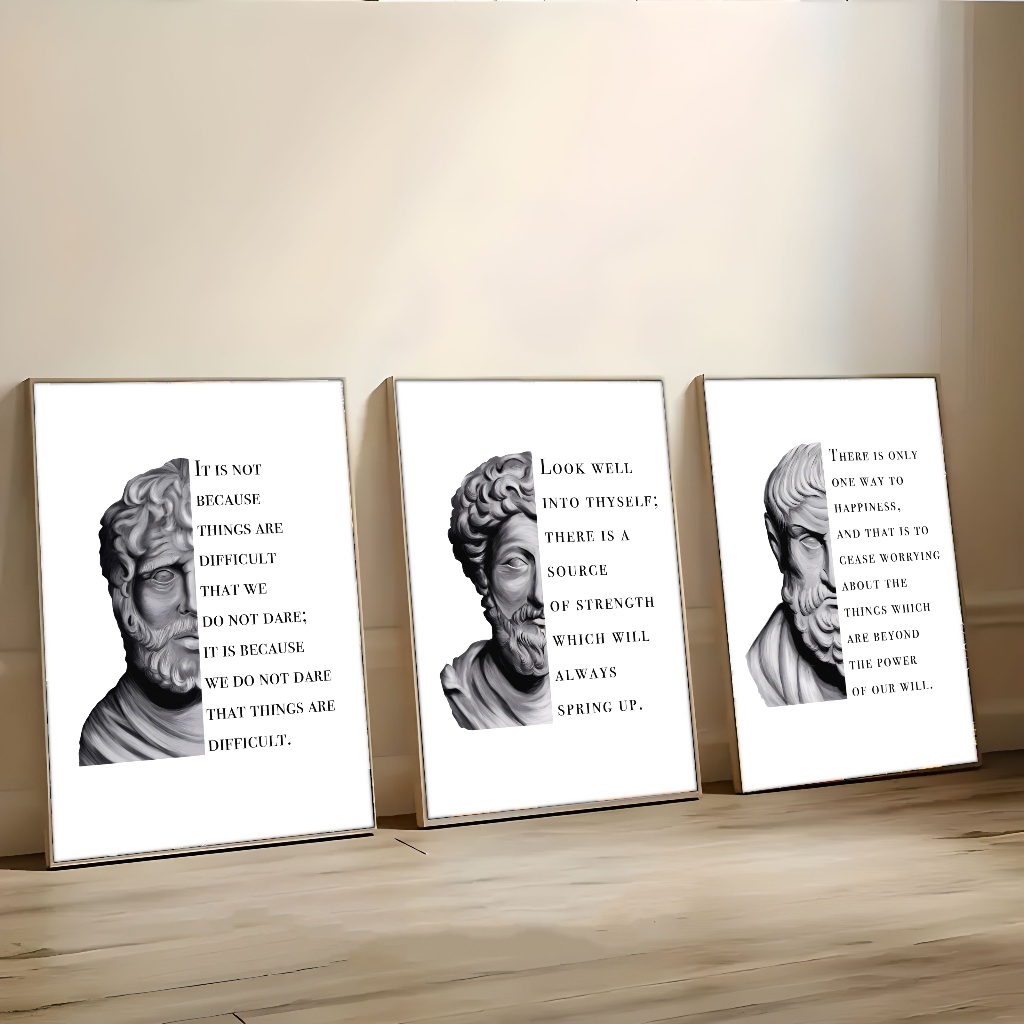 It is not
because
things are
difficult
that we
do not dare;
it is because
we do not dare
that things are
difficult.
Look well
into thyself;
there is a
source
of strength
which will
always
spring up.
There is only
one way to
happiness,
and that is to
cease worrying
about the
things which
are beyond
the power
of our will.